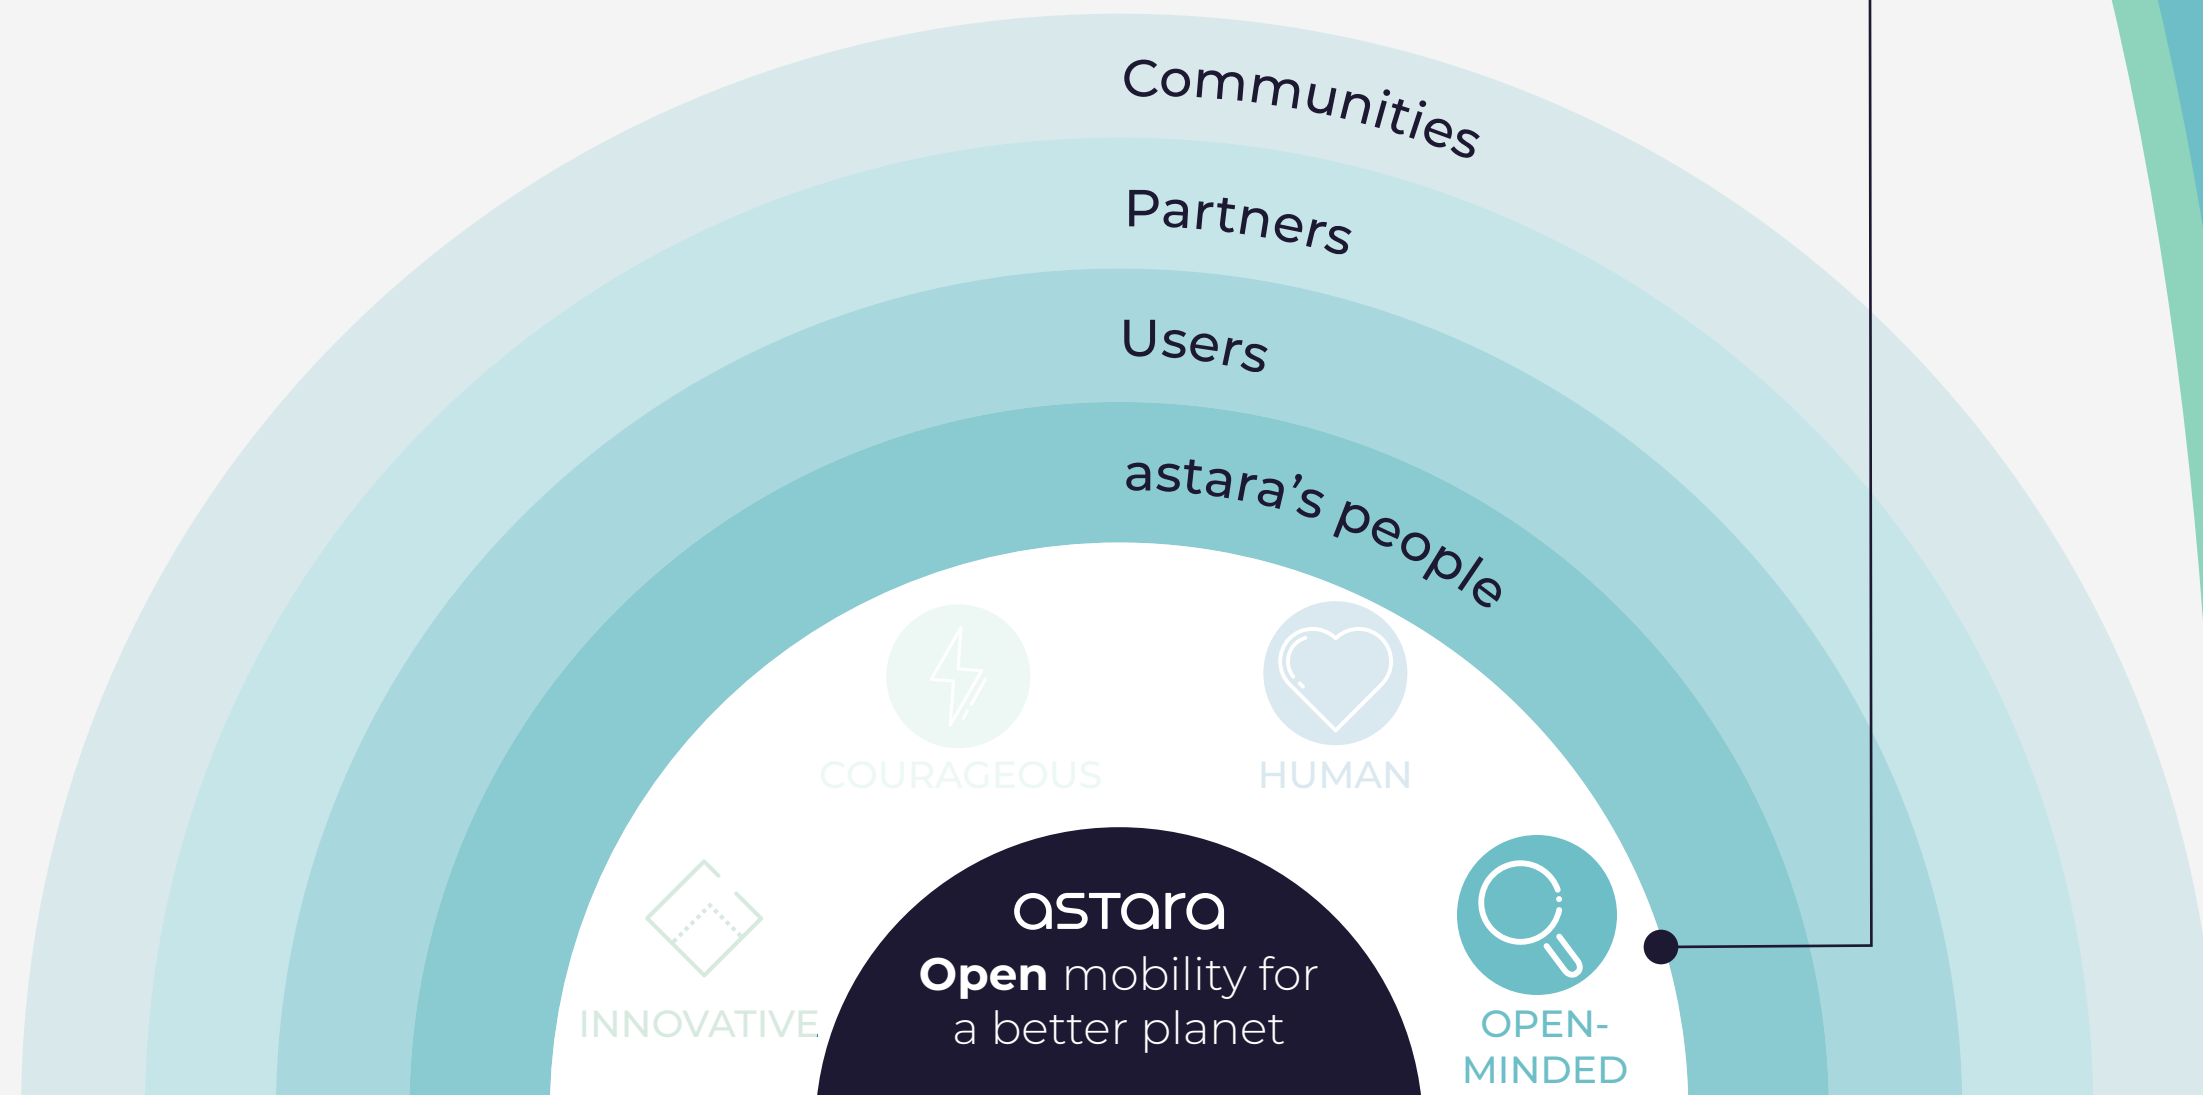 Communities
Partners
Users
astara’s people
COURAGEOUS
HUMAN
astara
Open mobility for
a better planet
INNOVATIVE
OPEN-
MINDED